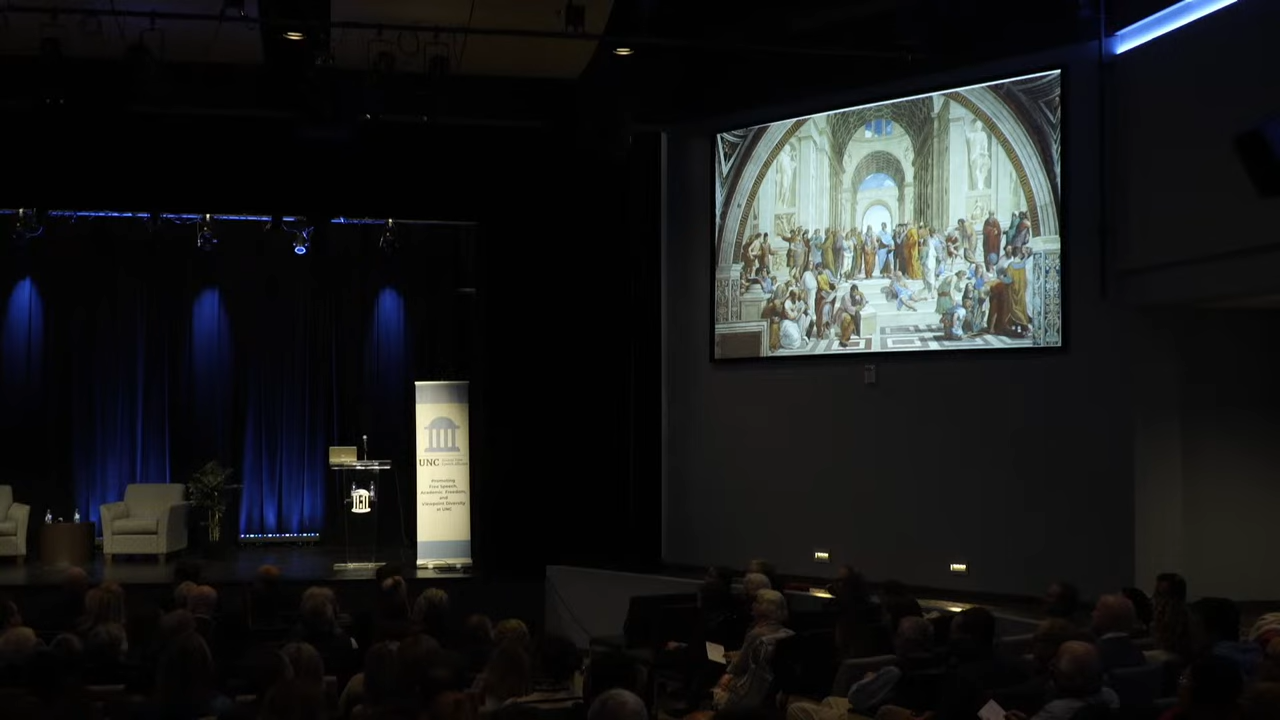 UNC
Promoting
Free Speech,
Academic Freedom,
and
Viewpoint Diversity
at UNC